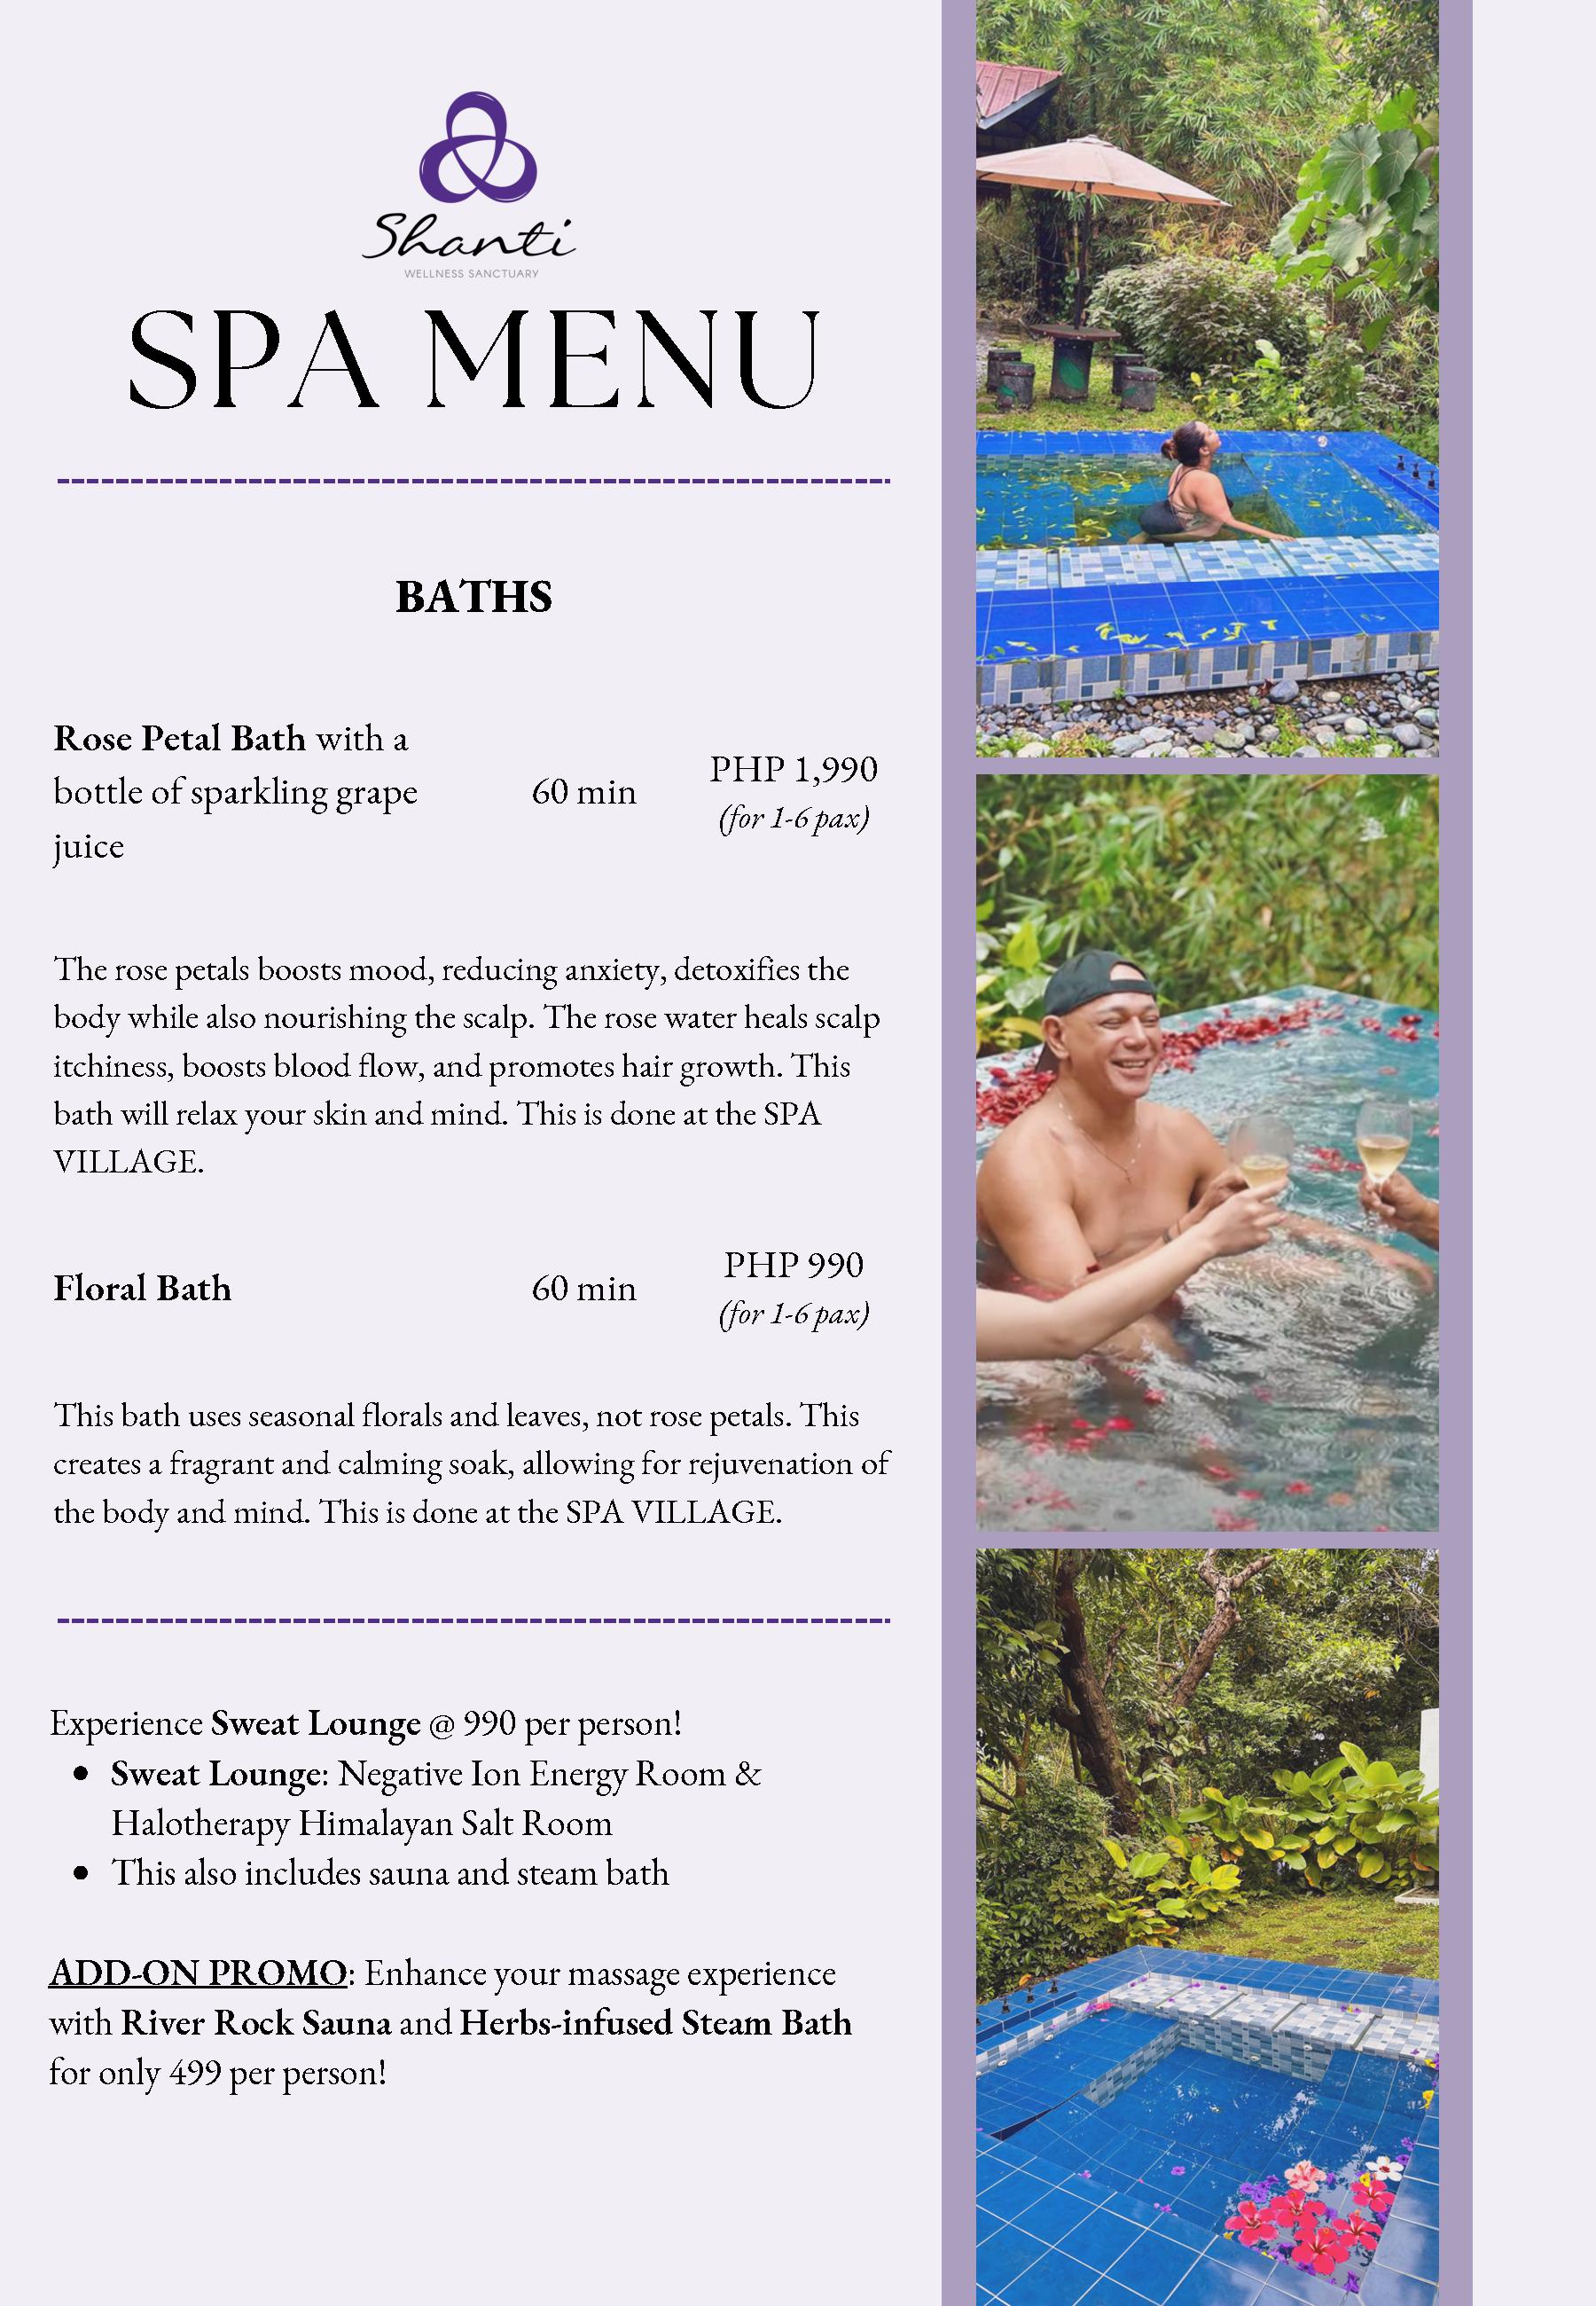 Shanti
WELLNESS SANCTUARY
SPA MENU
BATHS
Rose Petal Bath with a
bottle of sparkling grape
juice
60 min
PHP 1,990
(for 1-6 pax)
The rose petals boosts mood, reducing anxiety, detoxifies the
body while also nourishing the scalp. The rose water heals scalp
itchiness, boosts blood flow, and promotes hair growth. This
bath will relax your skin and mind. This is done at the SPA
VILLAGE.
Floral Bath
60 min
PHP 990
(for 1-6 pax)
This bath uses seasonal florals and leaves, not rose petals. This
creates a fragrant and calming soak, allowing for rejuvenation of
the body and mind. This is done at the SPA VILLAGE.
Experience Sweat Lounge @ 990 per person!
• Sweat Lounge: Negative Ion Energy Room &
Halotherapy Himalayan Salt Room
• This also includes sauna and steam bath
ADD-ON PROMO: Enhance your massage experience
with River Rock Sauna and Herbs-infused Steam Bath
for only 499 per person!